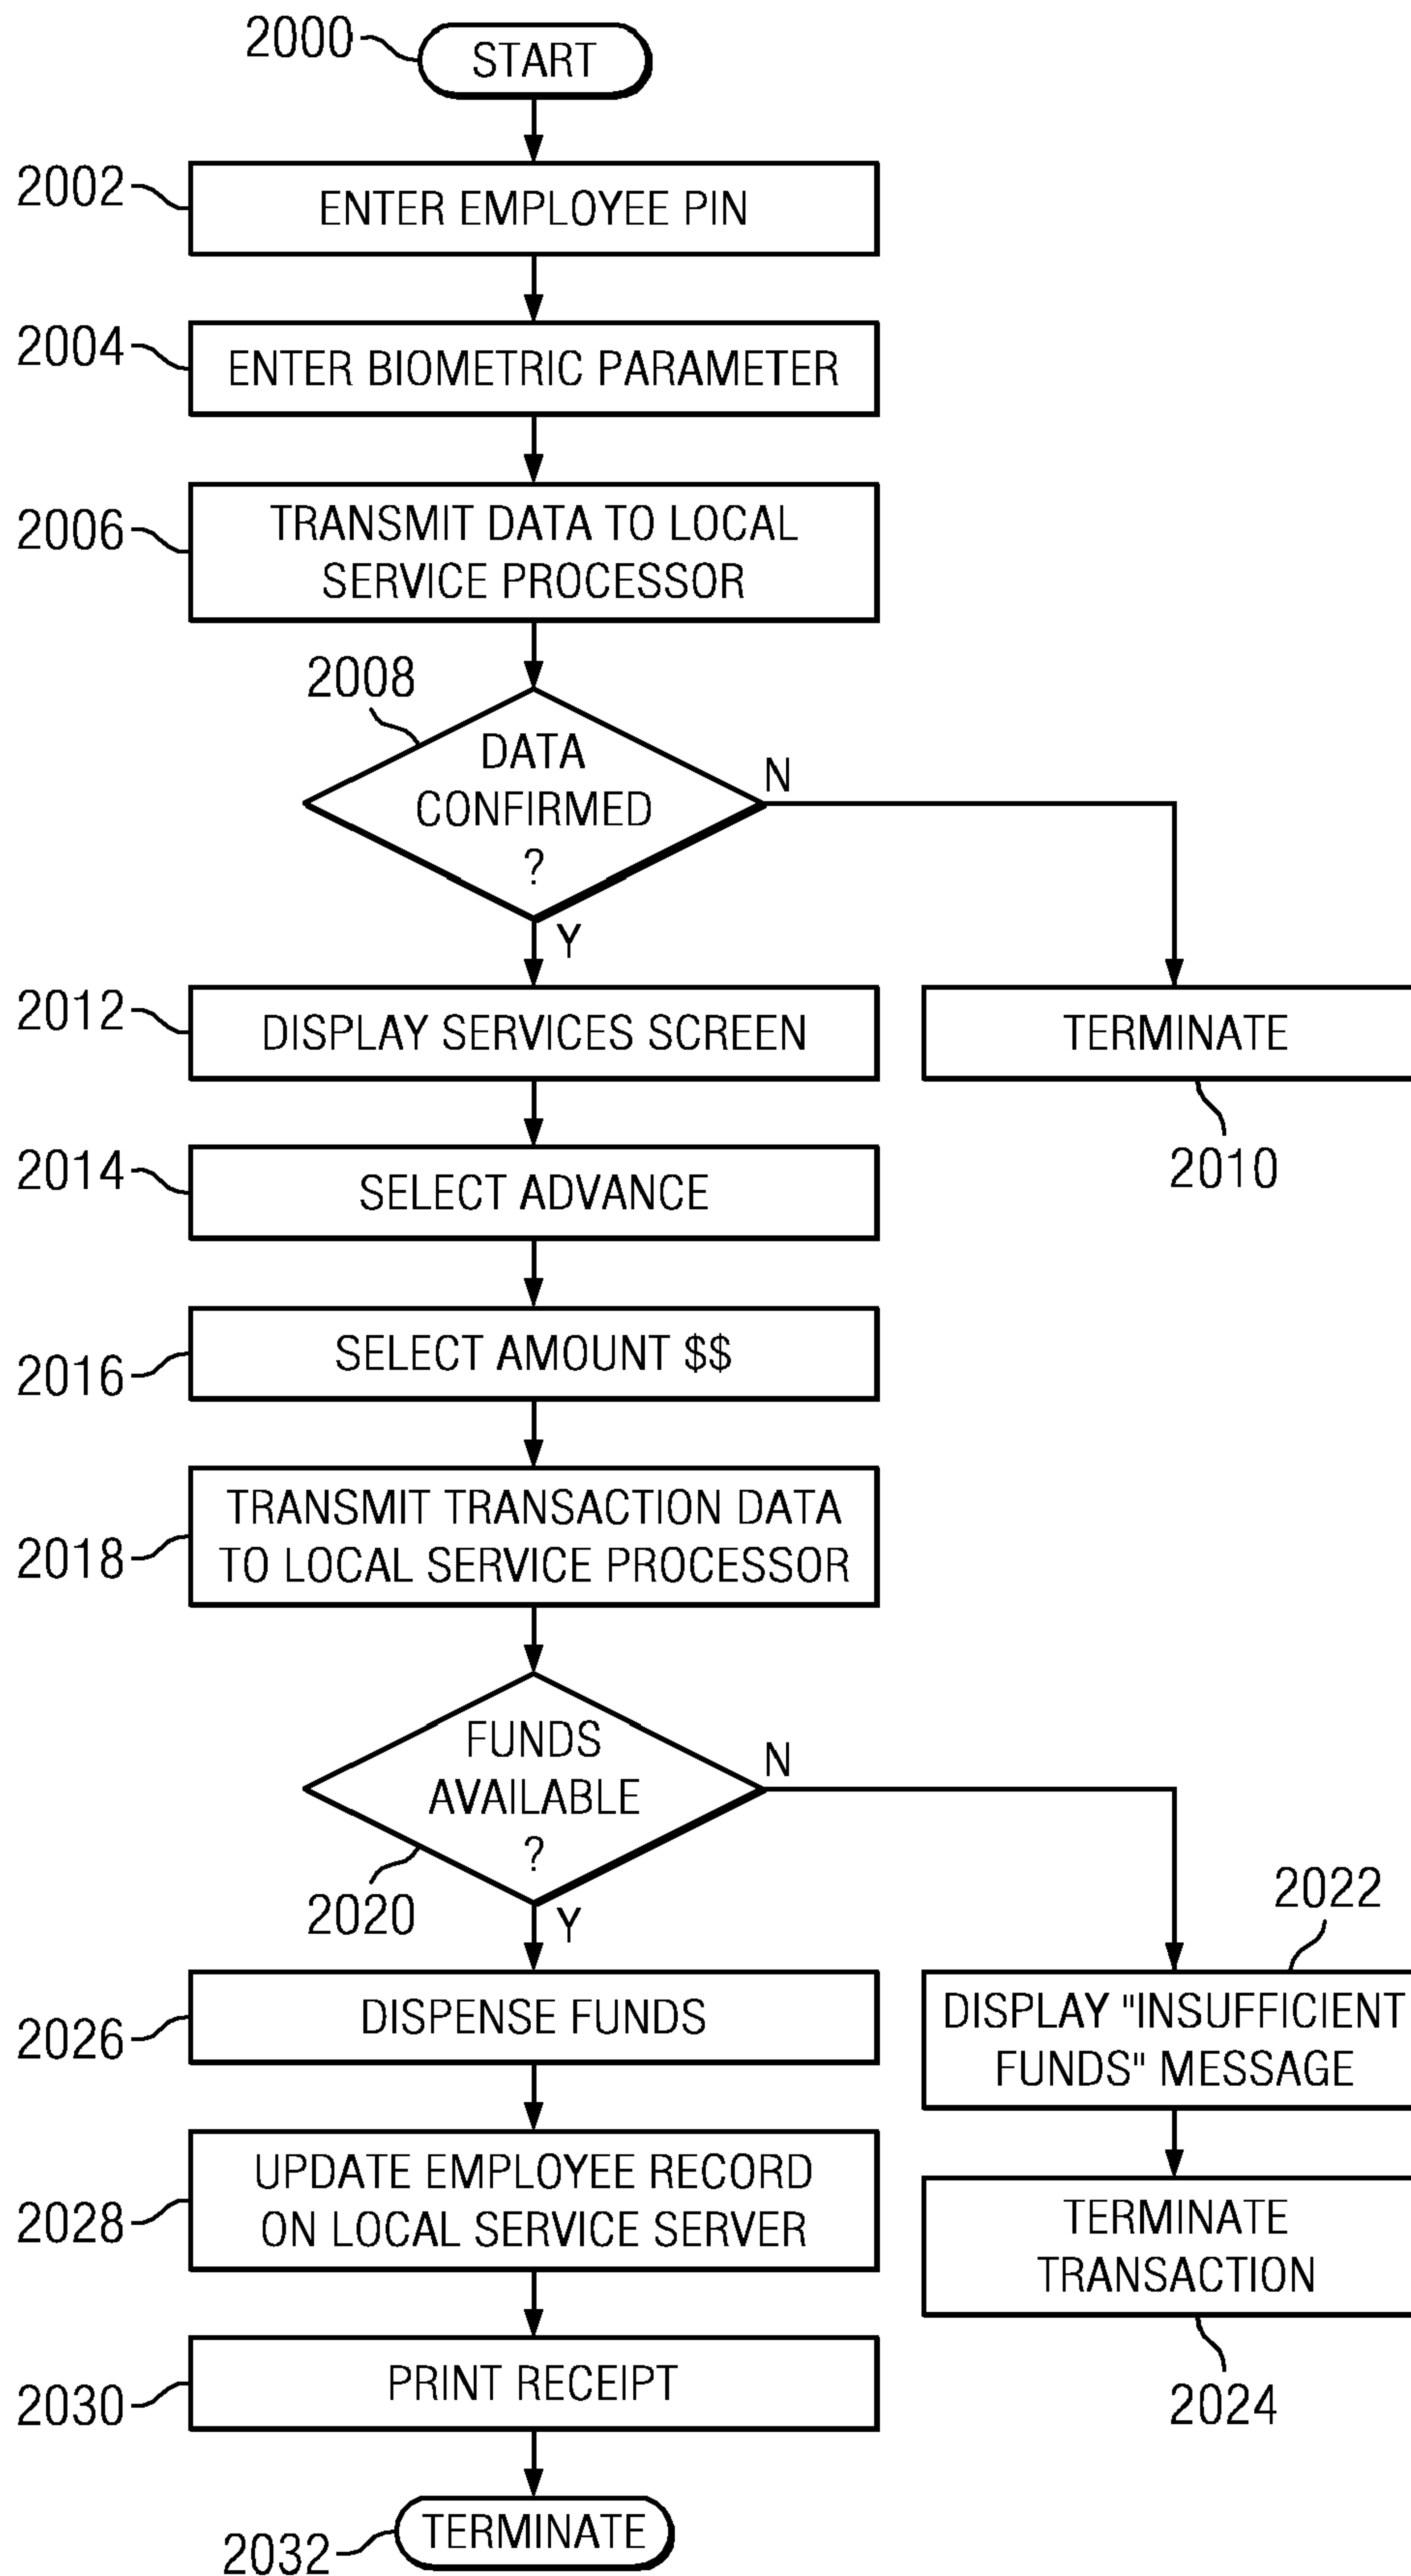 2000
START
2002
ENTER EMPLOYEE PIN
2004
ENTER BIOMETRIC PARAMETER
2006
TRANSMIT DATA TO LOCAL
SERVICE PROCESSOR
2008
DATA
CONFIRMED
?
N
Y
2012
DISPLAY SERVICES SCREEN
TERMINATE
2010
2014
SELECT ADVANCE
2016
SELECT AMOUNT $$
2018
TRANSMIT TRANSACTION DATA
TO LOCAL SERVICE PROCESSOR
FUNDS
AVAILABLE
?
N
2020
Y
2022
2026
DISPENSE FUNDS
DISPLAY "INSUFFICIENT
FUNDS" MESSAGE
2028
UPDATE EMPLOYEE RECORD
ON LOCAL SERVICE SERVER
TERMINATE
TRANSACTION
2024
2030
PRINT RECEIPT
2032
TERMINATE